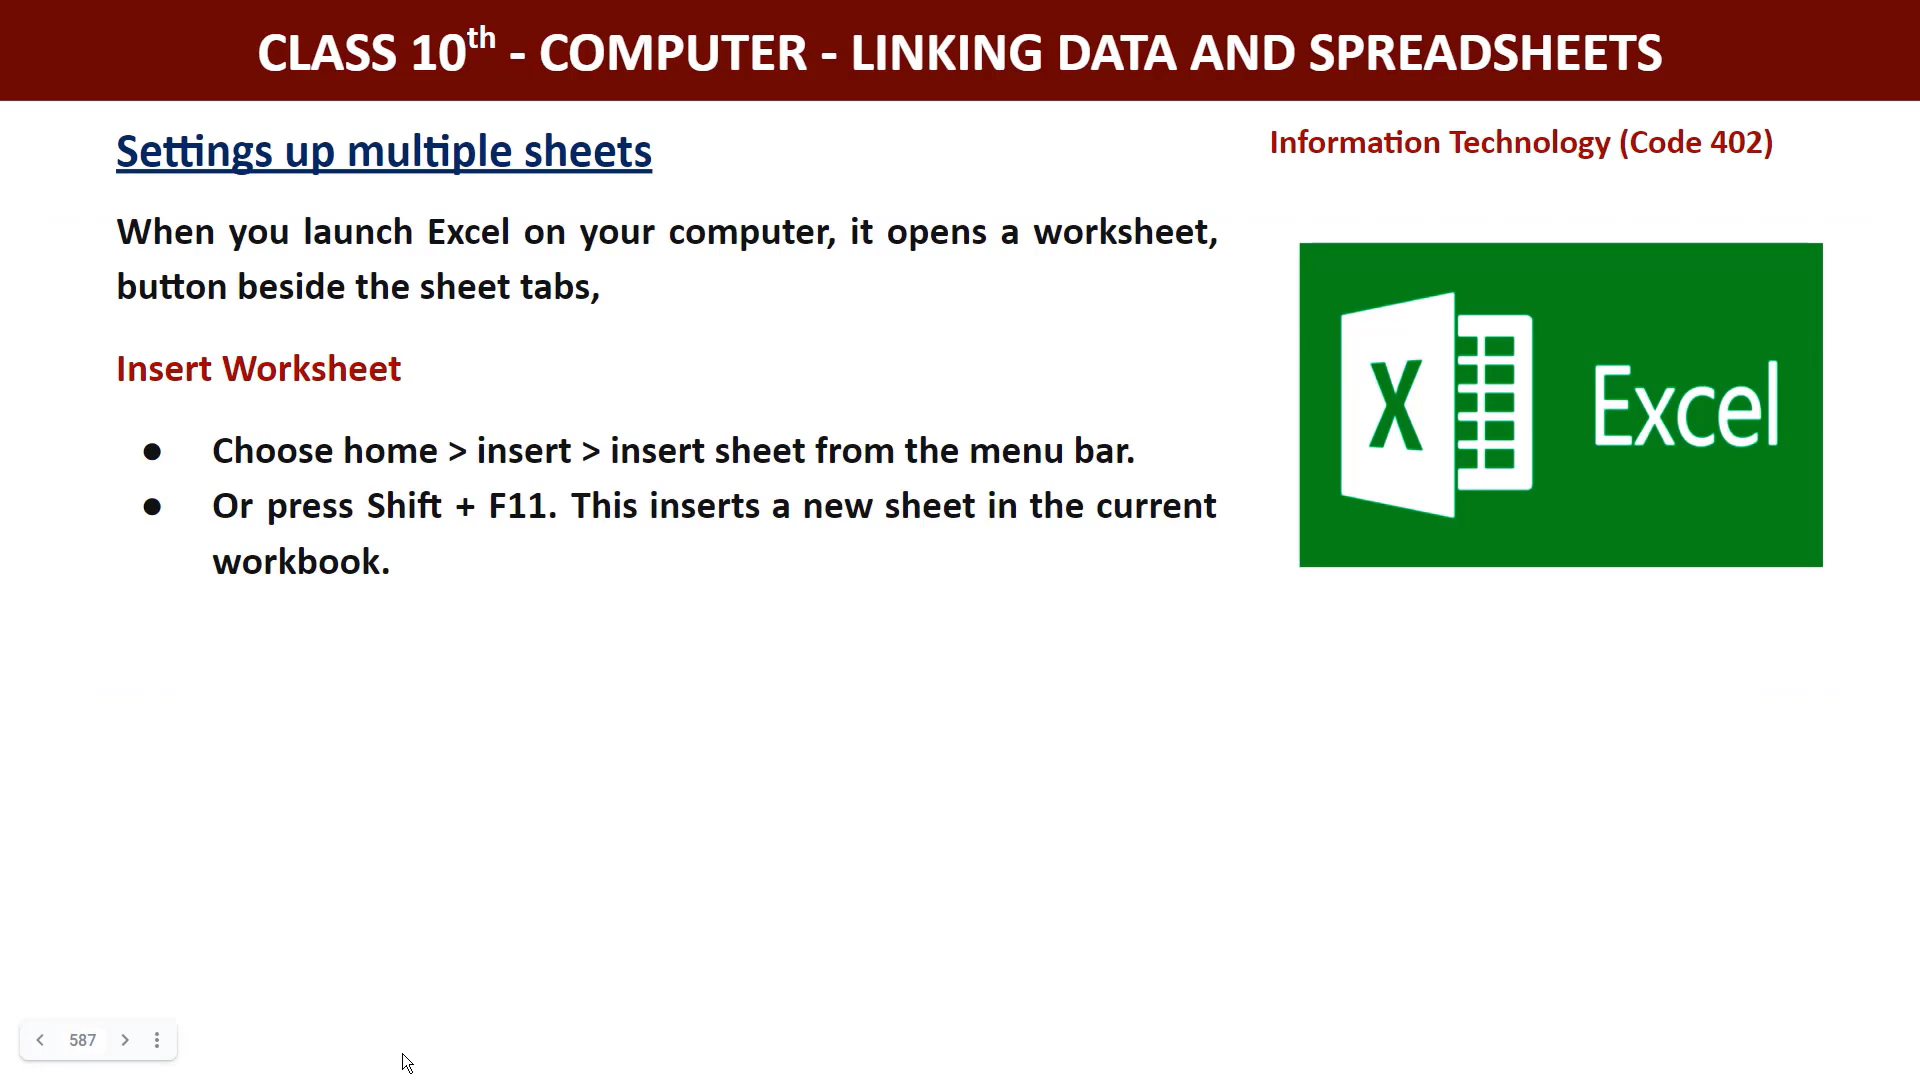 CLASS 10th - COMPUTER - LINKING DATA AND SPREADSHEETS
Settings up multiple sheets
Information Technology (Code 402)
When you launch Excel on your computer, it opens a worksheet,
button beside the sheet tabs,
Insert Worksheet
● Choose home > insert > insert sheet from the menu bar.
● Or press Shift + F11. This inserts a new sheet in the current
workbook.
X Excel
587